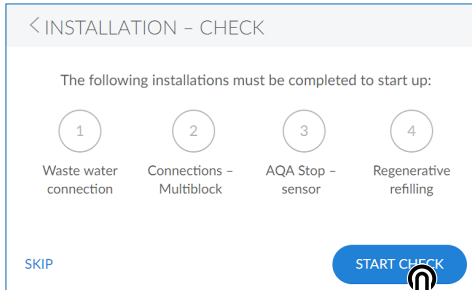 INSTALLATION – CHECK
The following installations must be completed to start up:
1 2 3 4
Waste water Connections – AQA Stop – Regenerative
connection Multiblock sensor refilling
SKIP START CHECK